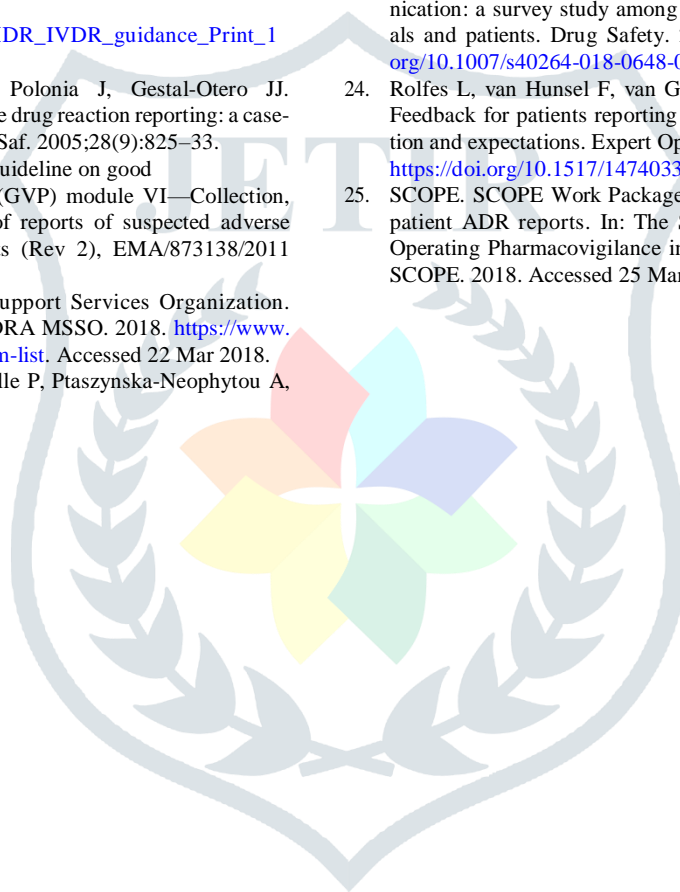 IDR_IVDR_guidance_Print_1
Polonia J, Gestal-Otero JJ.
e drug reaction reporting: a case-
Saf. 2005;28(9):825–33.
uideline on good
(GVP) module VI—Collection,
of reports of suspected adverse
s (Rev 2), EMA/873138/2011
upport Services Organization.
DRA MSSO. 2018. https://www.
n-list. Accessed 22 Mar 2018.
lle P, Ptaszynska-Neophytou A,
nication: a survey study among
als and patients. Drug Safety.
org/10.1007/s40264-018-0648-0
24. Rolfes L, van Hunsel F, van G
Feedback for patients reporting
tion and expectations. Expert Op
https://doi.org/10.1517/1474033
25. SCOPE. SCOPE Work Package
patient ADR reports. In: The S
Operating Pharmacovigilance in
SCOPE. 2018. Accessed 25 Mar
JETIR